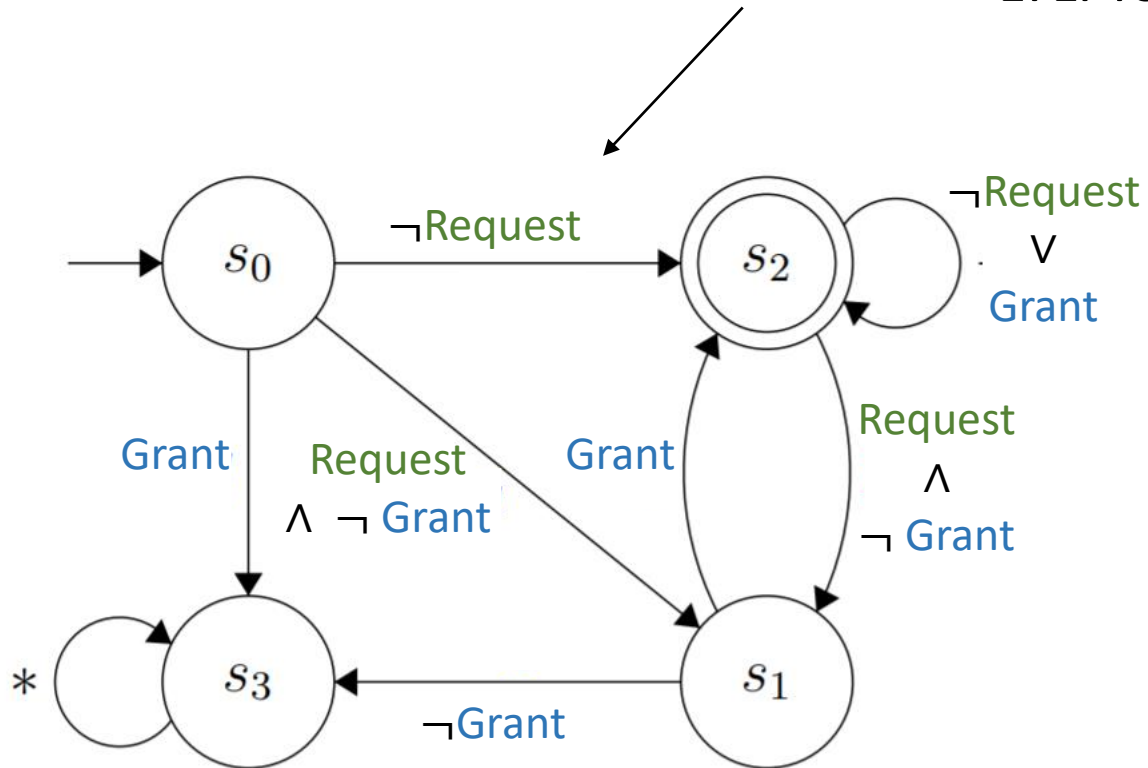 ¬Request
s0
s2
¬Request
∨
Grant
Grant
Request
∧ ¬ Grant
Grant
Request
∧
¬ Grant
*
s3
s1
¬Grant